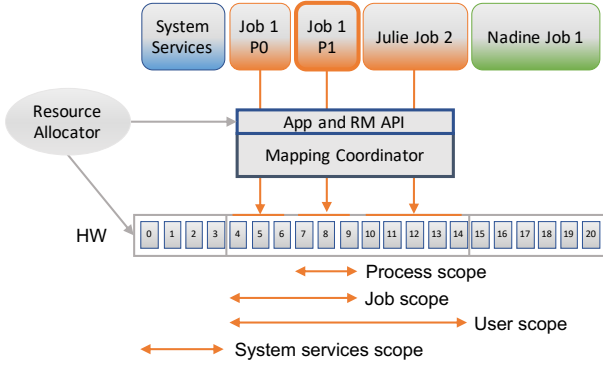 System
Services
Job 1
P0
Job 1
P1
Julie Job 2
Nadine Job 1
Resource
Allocator
App and RM API
Mapping Coordinator
HW
0 1 2 3 4 5 6 7 8 9 10 11 12 13 14 15 16 17 18 19 20
Process scope
Job scope
User scope
System services scope